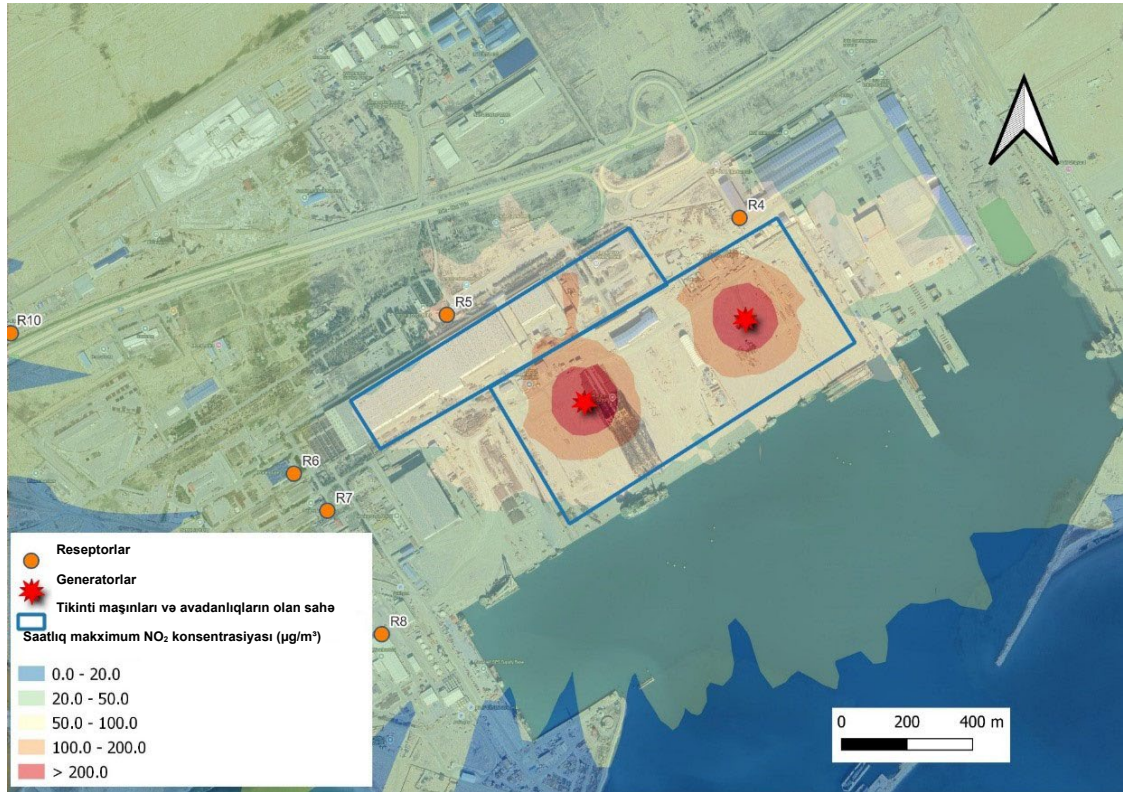 R4
R5
R10
R6
R7
R8
Reseptorlar
Generatorlar
Tikinti maşınları və avadanlıqların olan sahə
Saatlıq makximum NO₂ konsentrasiyası (µg/m³)
0.0 - 20.0
20.0 - 50.0
50.0 - 100.0
100.0 - 200.0
> 200.0
0 200 400 m